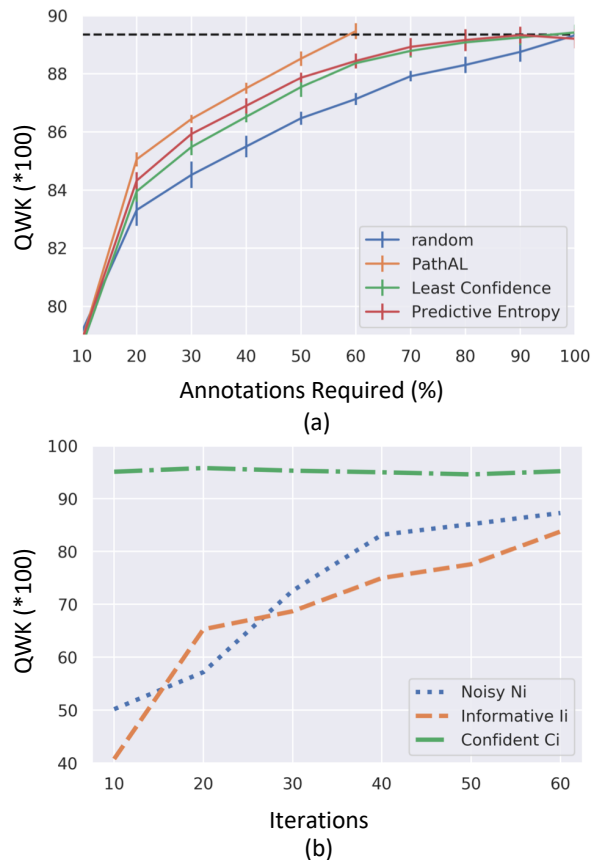 90
88
86
84
82
80
QWK (*100)
random
PathAL
Least Confidence
Predictive Entropy
10 20 30 40 50 60 70 80 90 100
Annotations Required (%)
(a)
100
90
80
70
60
50
40
QWK (*100)
Noisy Ni
Informative Ii
Confident Ci
10 20 30 40 50 60
Iterations
(b)